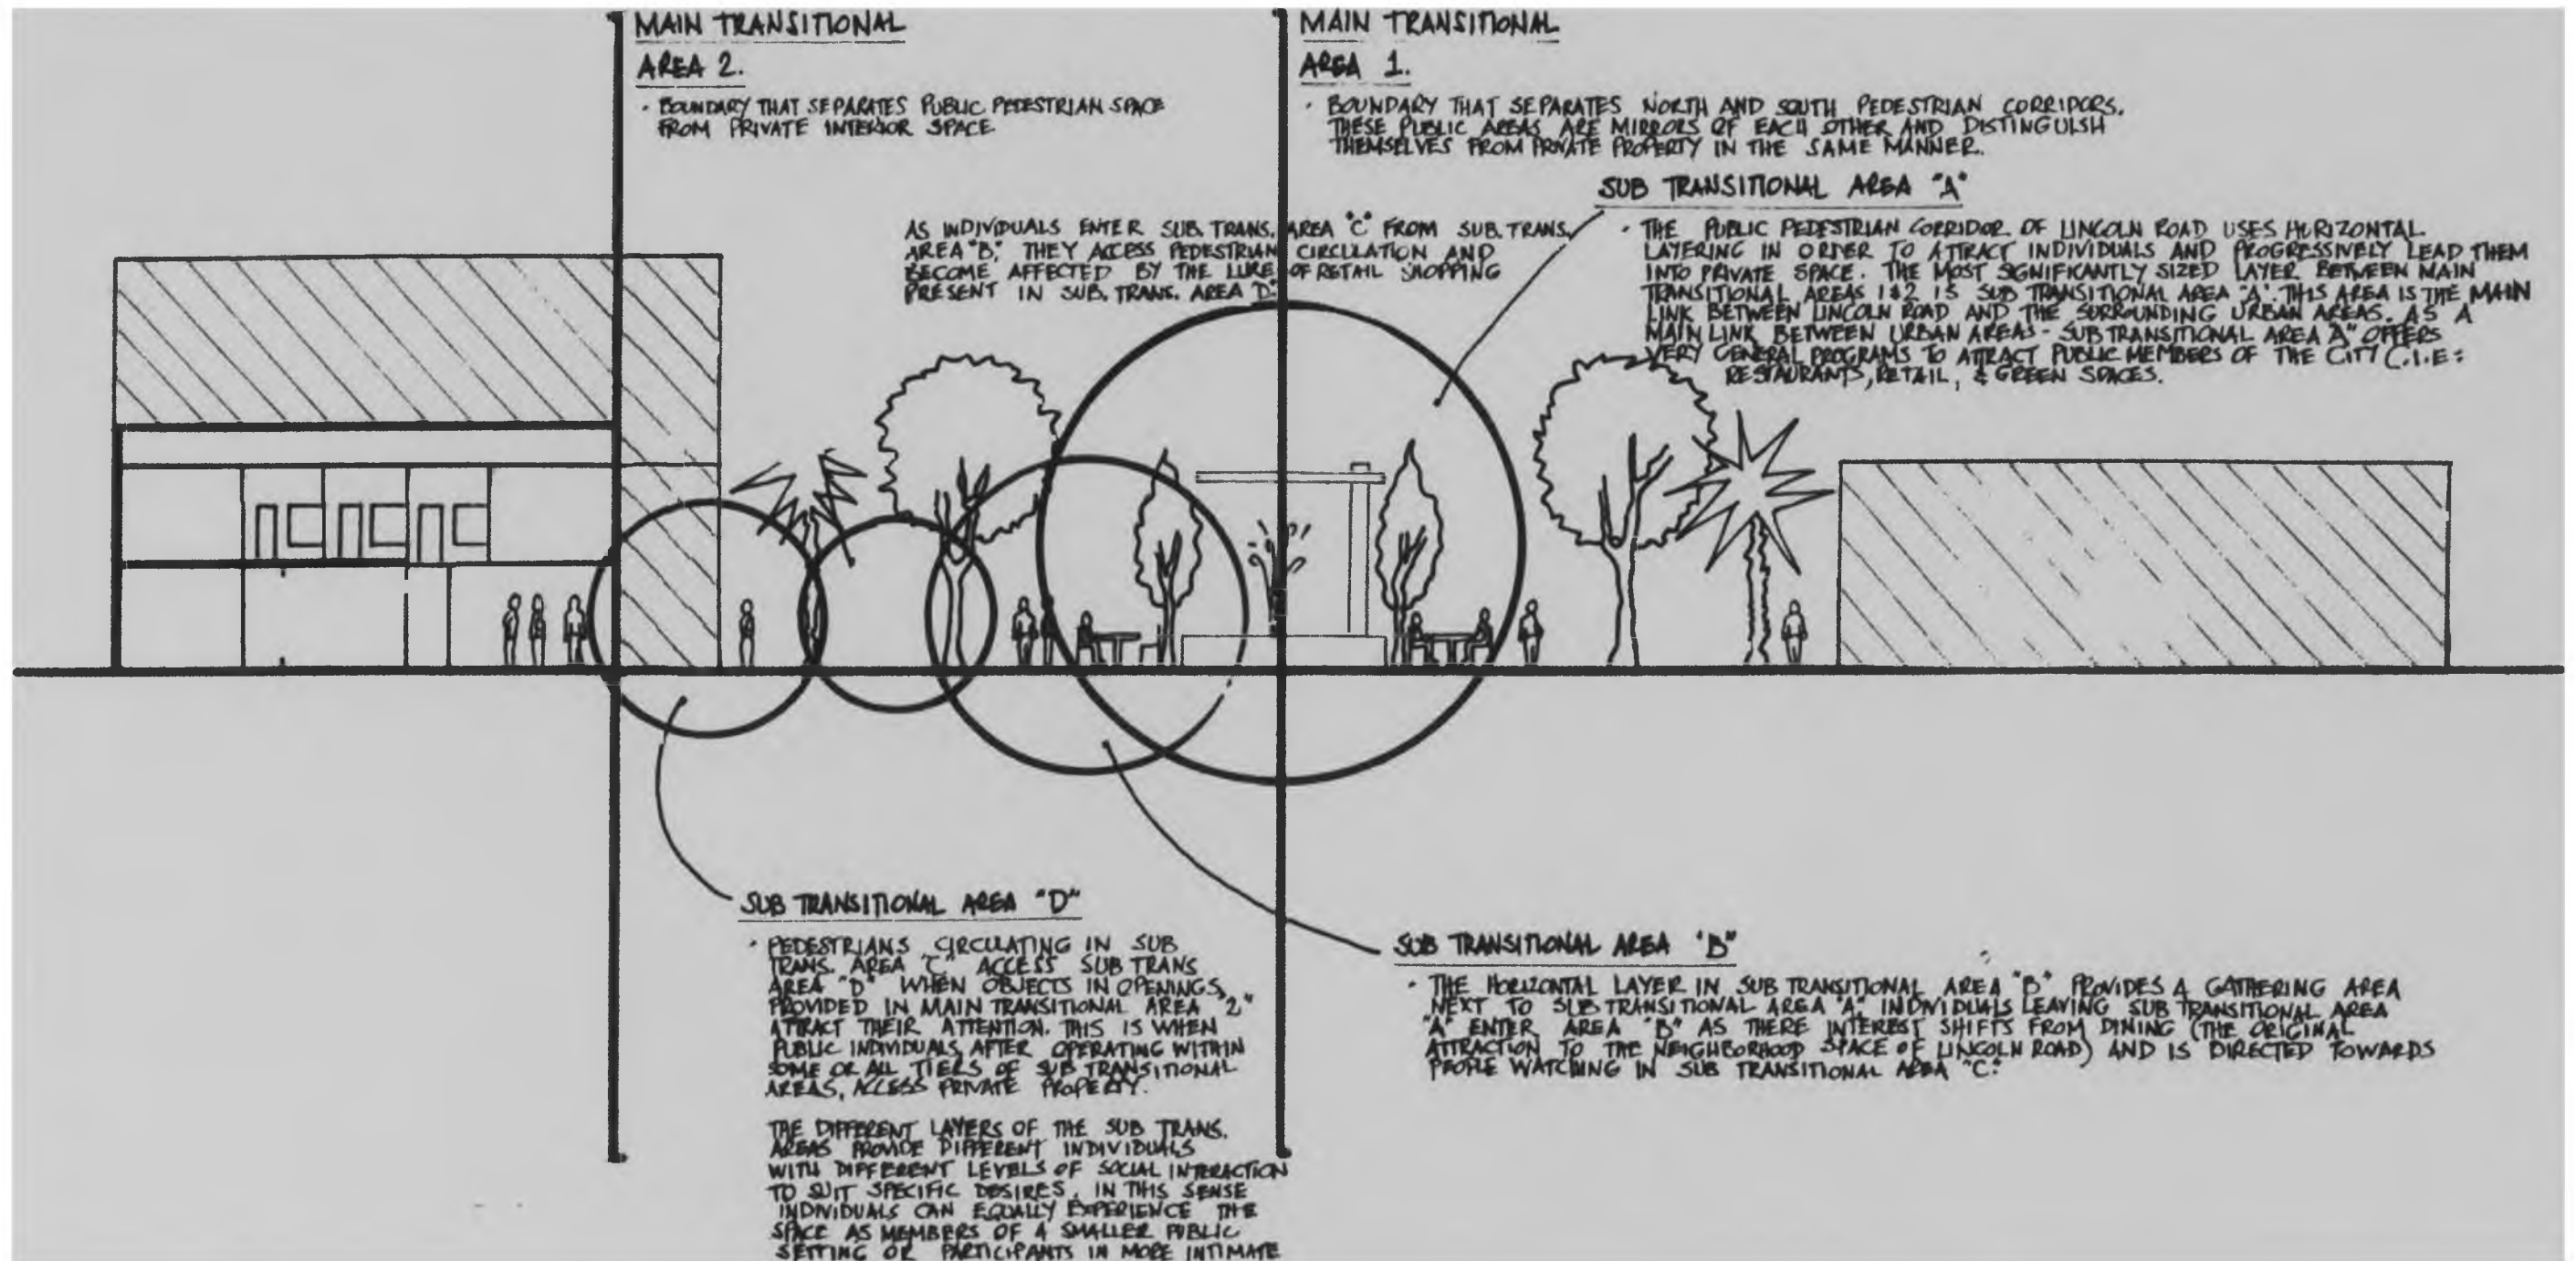 MAIN TRANSITIONAL
AREA 2.
· BOUNDARY THAT SEPARATES PUBLIC PEDESTRIAN SPACE
FROM PRIVATE INTERIOR SPACE
MAIN TRANSITIONAL
AREA 1.
· BOUNDARY THAT SEPARATES NORTH AND SOUTH PEDESTRIAN CORRIDORS.
THESE PUBLIC AREAS ARE MIRRORS OF EACH OTHER AND DISTINGUISH
THEMSELVES FROM PRIVATE PROPERTY IN THE SAME MANNER.
AS INDIVIDUALS ENTER SUB. TRANS. AREA "C" FROM SUB. TRANS.
AREA "B", THEY ACCESS PEDESTRIAN CIRCULATION AND
BECOME AFFECTED BY THE LURE OF RETAIL SHOPPING
PRESENT IN SUB. TRANS. AREA "D".
SUB TRANSITIONAL AREA "A"
· THE PUBLIC PEDESTRIAN CORRIDOR OF LINCOLN ROAD USES HORIZONTAL
LAYERING IN ORDER TO ATTRACT INDIVIDUALS AND PROGRESSIVELY LEAD THEM
INTO PRIVATE SPACE. THE MOST SIGNIFICANTLY SIZED LAYER BETWEEN MAIN
TRANSITIONAL AREAS 1&2 IS SUB TRANSITIONAL AREA "A". THIS AREA IS THE MAIN
LINK BETWEEN LINCOLN ROAD AND THE SURROUNDING URBAN AREAS. AS A
MAIN LINK BETWEEN URBAN AREAS - SUB TRANSITIONAL AREA "A" OFFERS
VERY GENERAL PROGRAMS TO ATTRACT PUBLIC MEMBERS OF THE CITY (.I.E:
RESTAURANTS, RETAIL, & GREEN SPACES.
SUB TRANSITIONAL AREA "D"
· PEDESTRIANS CIRCULATING IN SUB
TRANS. AREA "C" ACCESS SUB TRANS
AREA "D" WHEN OBJECTS IN OPENINGS,
PROVIDED IN MAIN TRANSITIONAL AREA "2"
ATTRACT THEIR ATTENTION. THIS IS WHEN
PUBLIC INDIVIDUALS, AFTER OPERATING WITHIN
SOME OR ALL TIERS OF SUB TRANSITIONAL
AREAS, ACCESS PRIVATE PROPERTY.
THE DIFFERENT LAYERS OF THE SUB TRANS.
AREAS PROVIDE DIFFERENT INDIVIDUALS
WITH DIFFERENT LEVELS OF SOCIAL INTERACTION
TO SUIT SPECIFIC DESIRES. IN THIS SENSE
INDIVIDUALS CAN EQUALLY EXPERIENCE THE
SPACE AS MEMBERS OF A SMALLER PUBLIC
SETTING OR PARTICIPANTS IN MORE INTIMATE
SUB TRANSITIONAL AREA "B"
· THE HORIZONTAL LAYER IN SUB TRANSITIONAL AREA "B" PROVIDES A GATHERING AREA
NEXT TO SUB TRANSITIONAL AREA "A". INDIVIDUALS LEAVING SUB TRANSITIONAL AREA
"A" ENTER AREA "B" AS THERE INTEREST SHIFTS FROM DINING (THE ORIGINAL
ATTRACTION TO THE NEIGHBORHOOD SPACE OF LINCOLN ROAD) AND IS DIRECTED TOWARDS
PEOPLE WATCHING IN SUB TRANSITIONAL AREA "C".